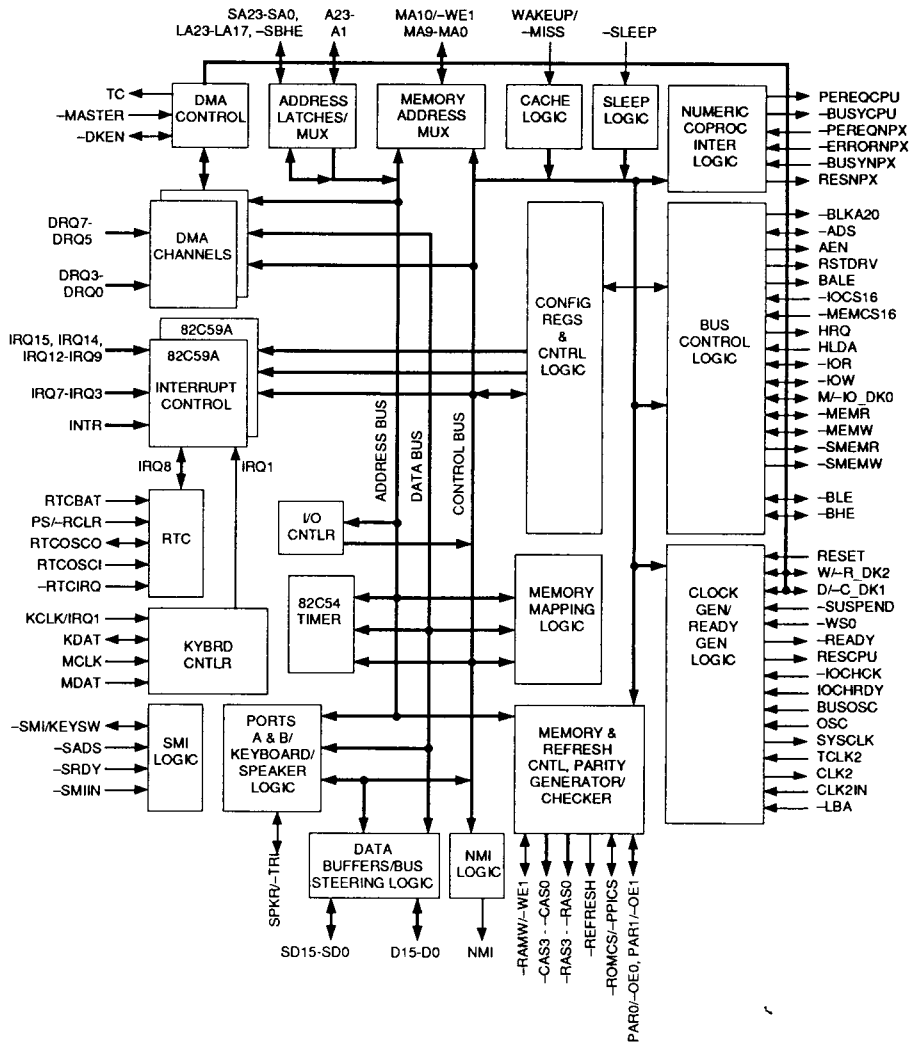 SA23-SA0,
LA23-LA17, –SBHE
A23-
A1
MA10/–WE1
MA9-MA0
WAKEUP/
–MISS
–SLEEP
TC
–MASTER
–DKEN
DMA
CONTROL
ADDRESS
LATCHES/
MUX
MEMORY
ADDRESS
MUX
CACHE
LOGIC
SLEEP
LOGIC
NUMERIC
COPROC
INTER
LOGIC
PEREQCPU
–BUSYCPU
–PEREQNPX
–ERRORNPX
–BUSYNPX
RESNPX
DRQ7-
DRQ5
DRQ3-
DRQ0
DMA
CHANNELS
CONFIG
REGS
&
CNTRL
LOGIC
BUS
CONTROL
LOGIC
–BLKA20
–ADS
AEN
RSTDRV
BALE
–IOCS16
–MEMCS16
HRQ
HLDA
–IOR
–IOW
M/–IO_DK0
–MEMR
–MEMW
–SMEMR
–SMEMW
–BLE
–BHE
IRQ15, IRQ14,
IRQ12-IRQ9
IRQ7-IRQ3
INTR
82C59A
82C59A
INTERRUPT
CONTROL
IRQ8
IRQ1
ADDRESS BUS
DATA BUS
CONTROL BUS
RTCBAT
PS/–RCLR
RTCOSCO
RTCOSCI
–RTCIRQ
RTC
I/O
CNTLR
82C54
TIMER
MEMORY
MAPPING
LOGIC
CLOCK
GEN/
READY
GEN
LOGIC
RESET
W/–R_DK2
D/–C_DK1
–SUSPEND
–WS0
–READY
RESCPU
–IOCHCK
IOCHRDY
BUSOSC
OSC
SYSCLK
TCLK2
CLK2
CLK2IN
–LBA
KCLK/IRQ1
KDAT
MCLK
MDAT
KYBRD
CNTLR
–SMI/KEYSW
–SADS
–SRDY
–SMIIN
SMI
LOGIC
PORTS
A & B/
KEYBOARD/
SPEAKER
LOGIC
MEMORY &
REFRESH
CNTL, PARITY
GENERATOR/
CHECKER
DATA
BUFFERS/BUS
STEERING LOGIC
NMI
LOGIC
SPKR/–TRI
SD15-SD0
D15-D0
NMI
–RAMW/–WE1
–CAS3 - –CAS0
–RAS3 - –RAS0
–REFRESH
–ROMCS/–PPICS
PAR0/–OE0, PAR1/–OE1